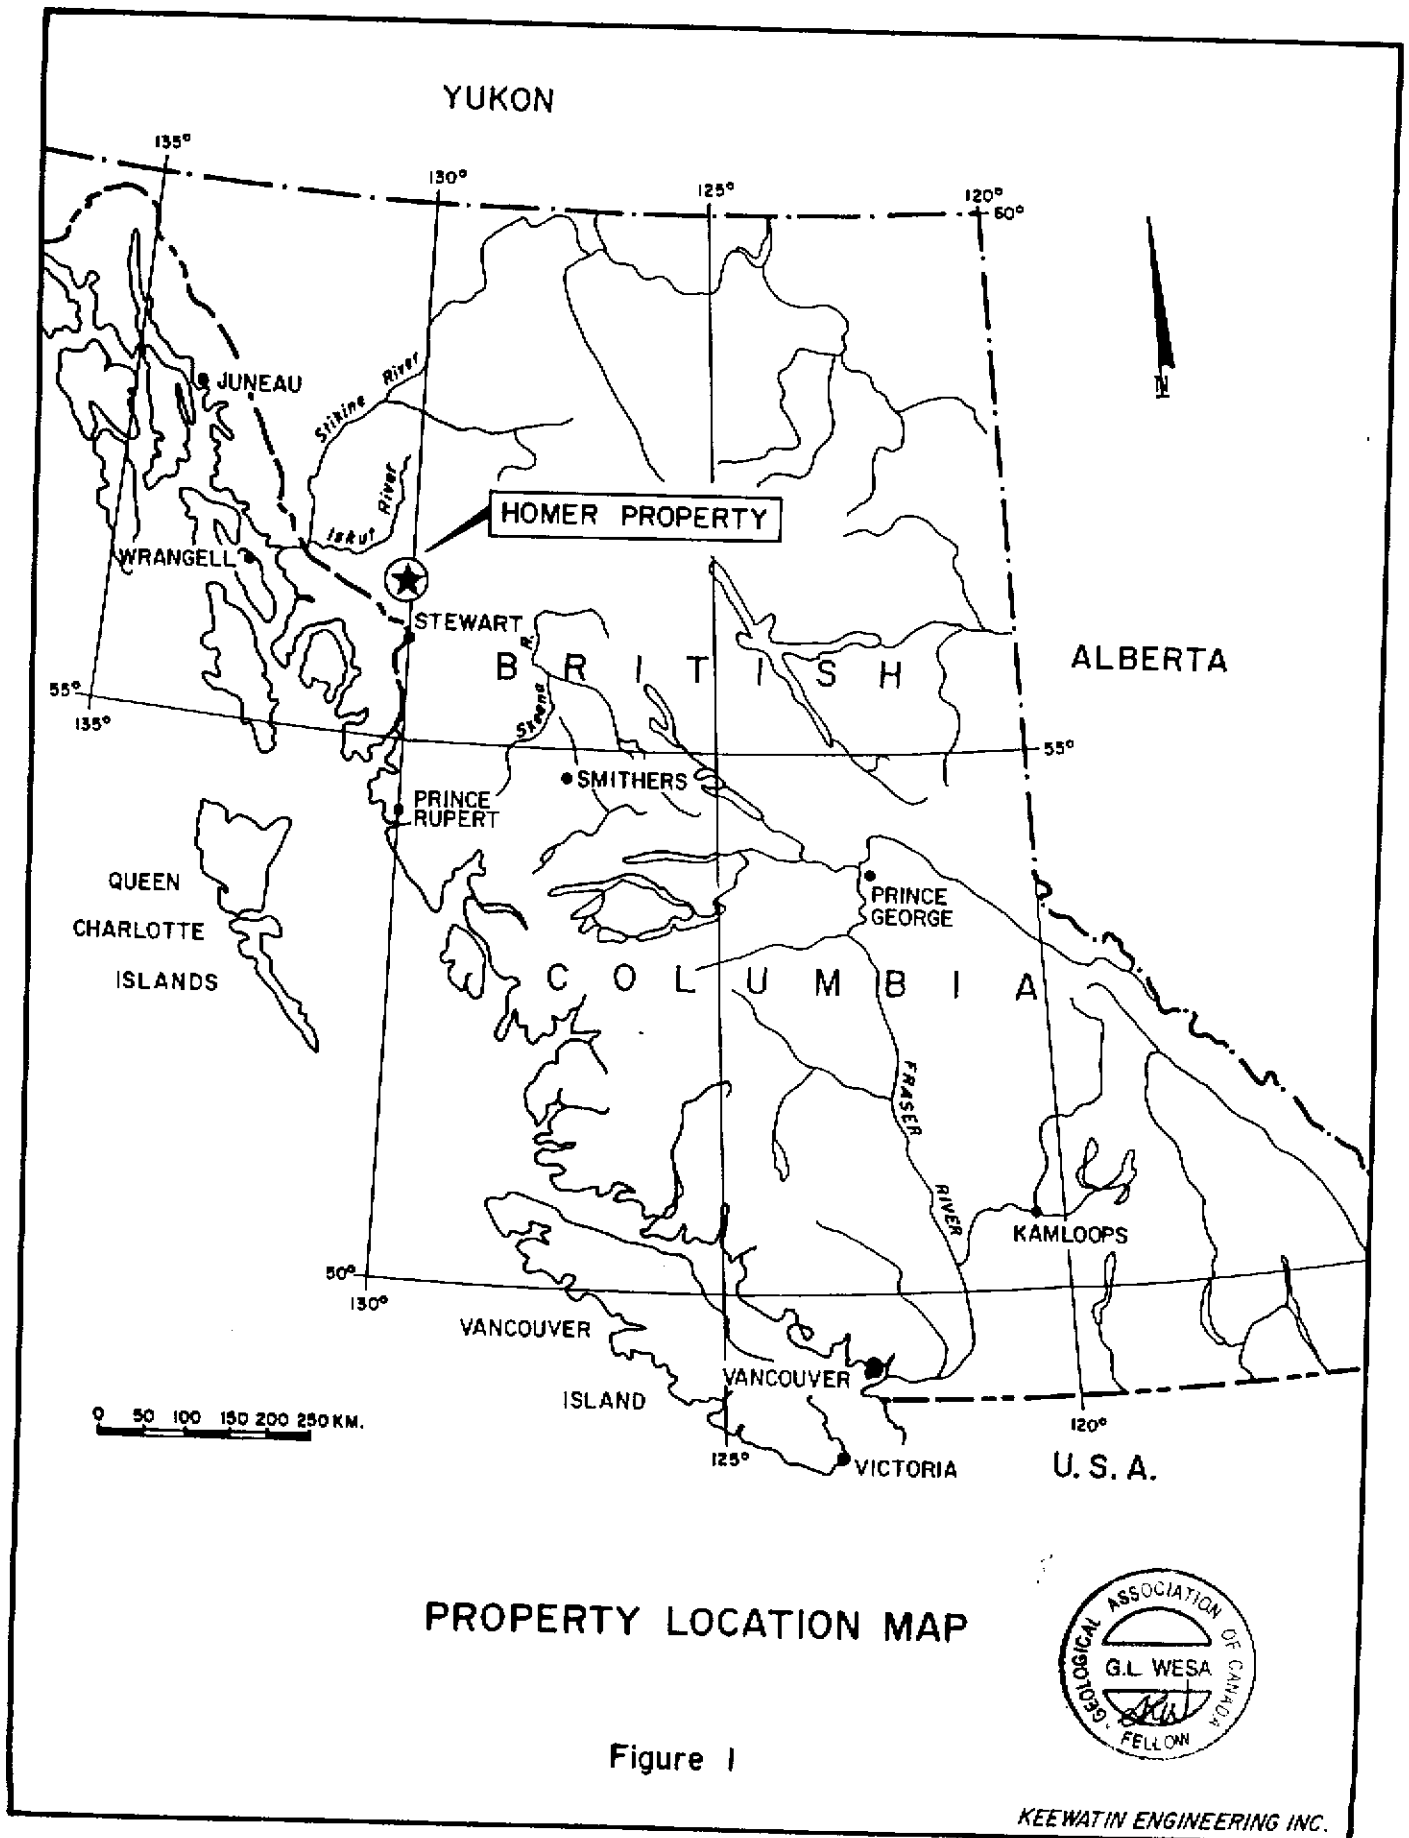 YUKON
135°
130°
125°
120°
60°
JUNEAU
Stikine River
N
Iskut River
HOMER PROPERTY
WRANGELL
STEWART
BRITISH
ALBERTA
Skeena R.
55°
135°
55°
SMITHERS
PRINCE
RUPERT
QUEEN
CHARLOTTE
ISLANDS
PRINCE
GEORGE
COLUMBIA
FRASER RIVER
KAMLOOPS
50°
130°
VANCOUVER
ISLAND
VANCOUVER
0 50 100 150 200 250 KM.
120°
125°
VICTORIA
U.S.A.
PROPERTY LOCATION MAP
GEOLOGICAL ASSOCIATION OF CANADA
G.L. WESA
FELLOW
Figure 1
KEEWATIN ENGINEERING INC.